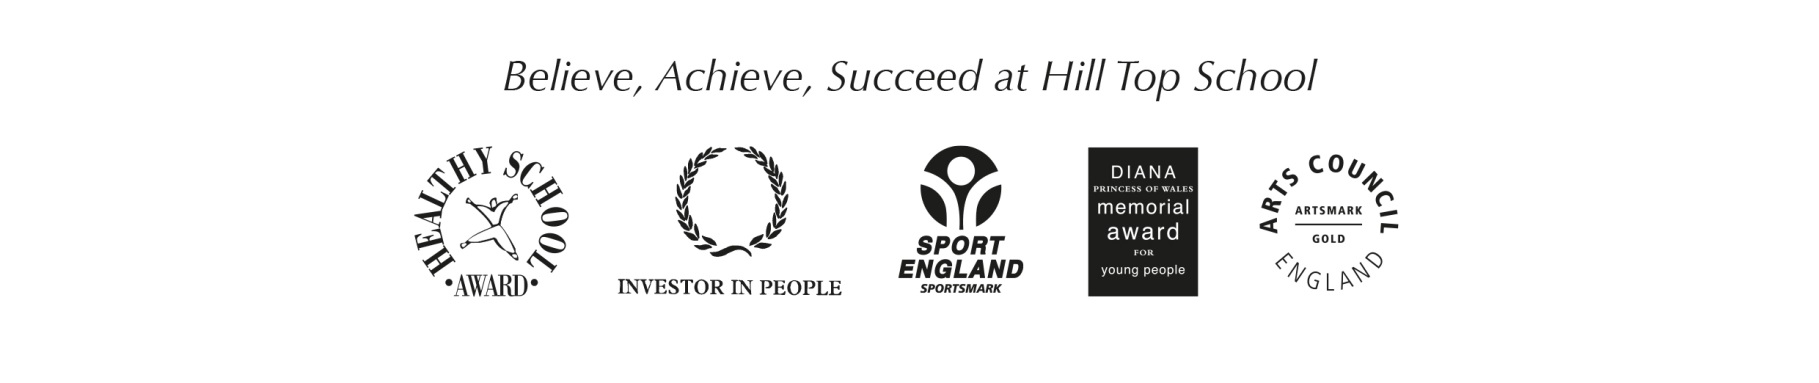 Believe, Achieve, Succeed at Hill Top School
HEALTHY SCHOOL
•AWARD•
INVESTOR IN PEOPLE
SPORT
ENGLAND
SPORTSMARK
DIANA
PRINCESS OF WALES
memorial
award
FOR
young people
ARTS COUNCIL
ARTSMARK
GOLD
ENGLAND